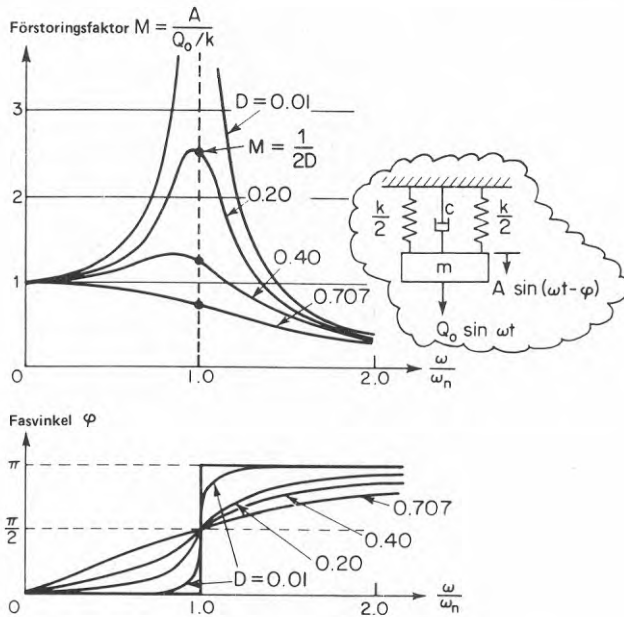 Förstoringsfaktor M = A / (Q₀/k)
3
D = 0.01
M = 1/2D
0.20
2
0.40
0.707
1
0
1.0
2.0
ω/ωₙ
k/2
c
k/2
m
A sin (ωt-φ)
Q₀ sin ωt
Fasvinkel φ
π
π/2
0.707
0.40
0.20
D = 0.01
0
1.0
2.0
ω/ωₙ